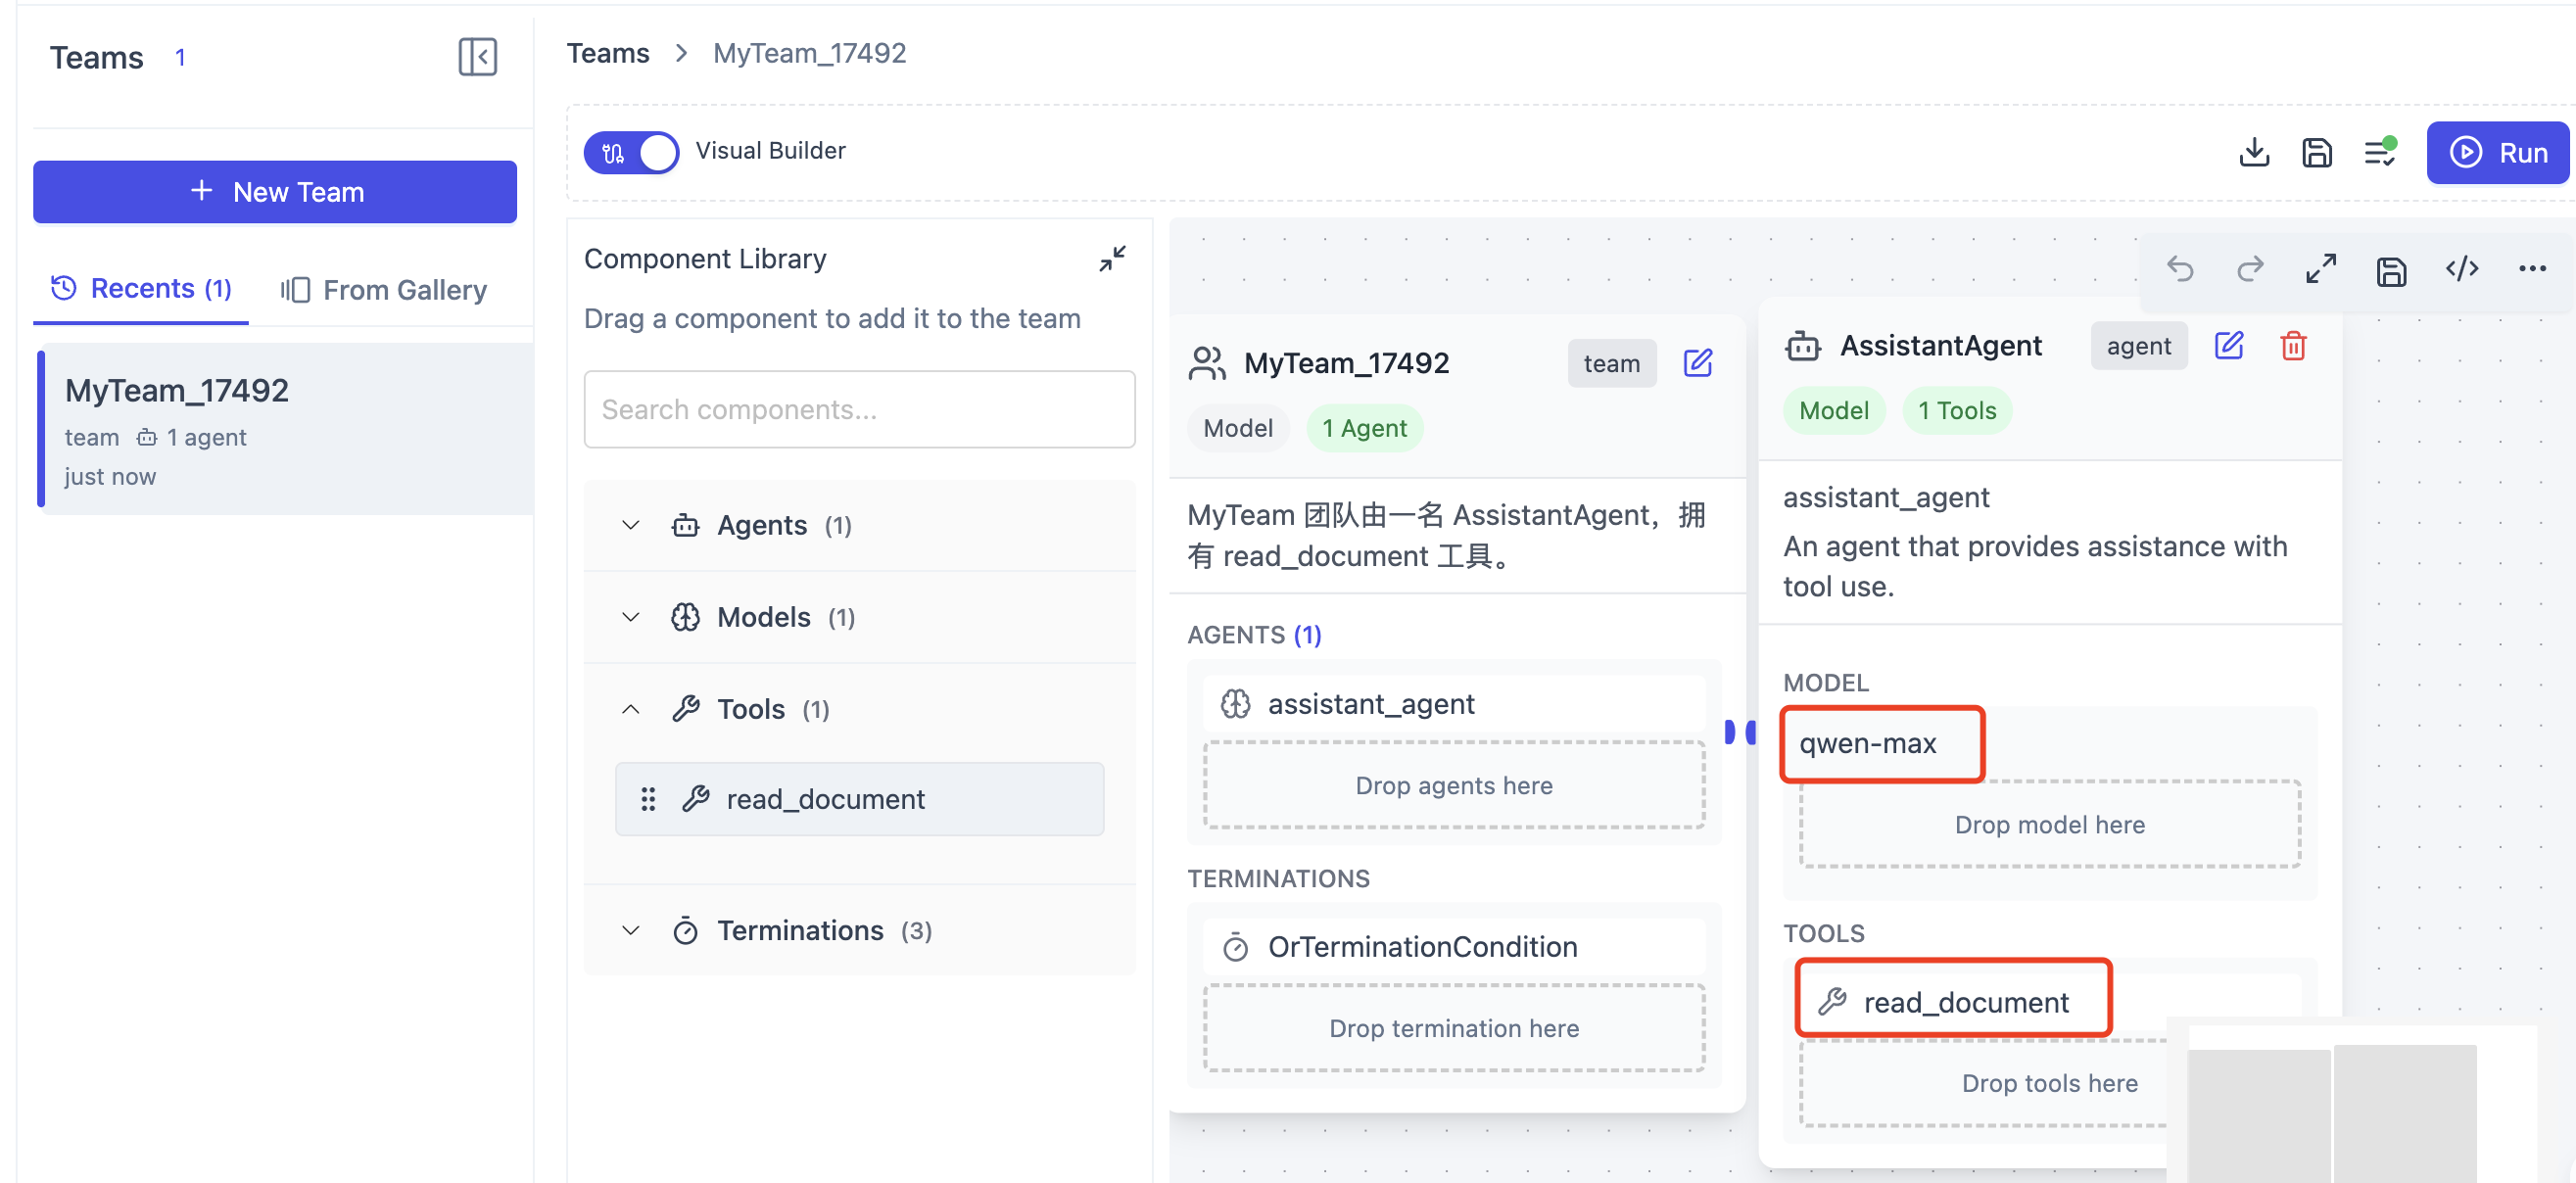 Teams 1
New Team
Recents (1)
From Gallery
MyTeam_17492
team 1 agent
just now
Teams > MyTeam_17492
Visual Builder
Run
Component Library
Drag a component to add it to the team
Search components...
Agents (1)
Models (1)
Tools (1)
read_document
Terminations (3)
MyTeam_17492 team
Model 1 Agent
MyTeam 团队由一名 AssistantAgent，拥
有 read_document 工具。
AGENTS (1)
assistant_agent
Drop agents here
TERMINATIONS
OrTerminationCondition
Drop termination here
AssistantAgent agent
Model 1 Tools
assistant_agent
An agent that provides assistance with
tool use.
MODEL
qwen-max
Drop model here
TOOLS
read_document
Drop tools here